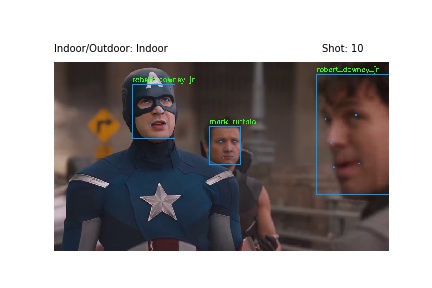 Indoor/Outdoor: Indoor
Shot: 10
robert_downey_jr
robert_downey_jr
mark_ruffalo
A